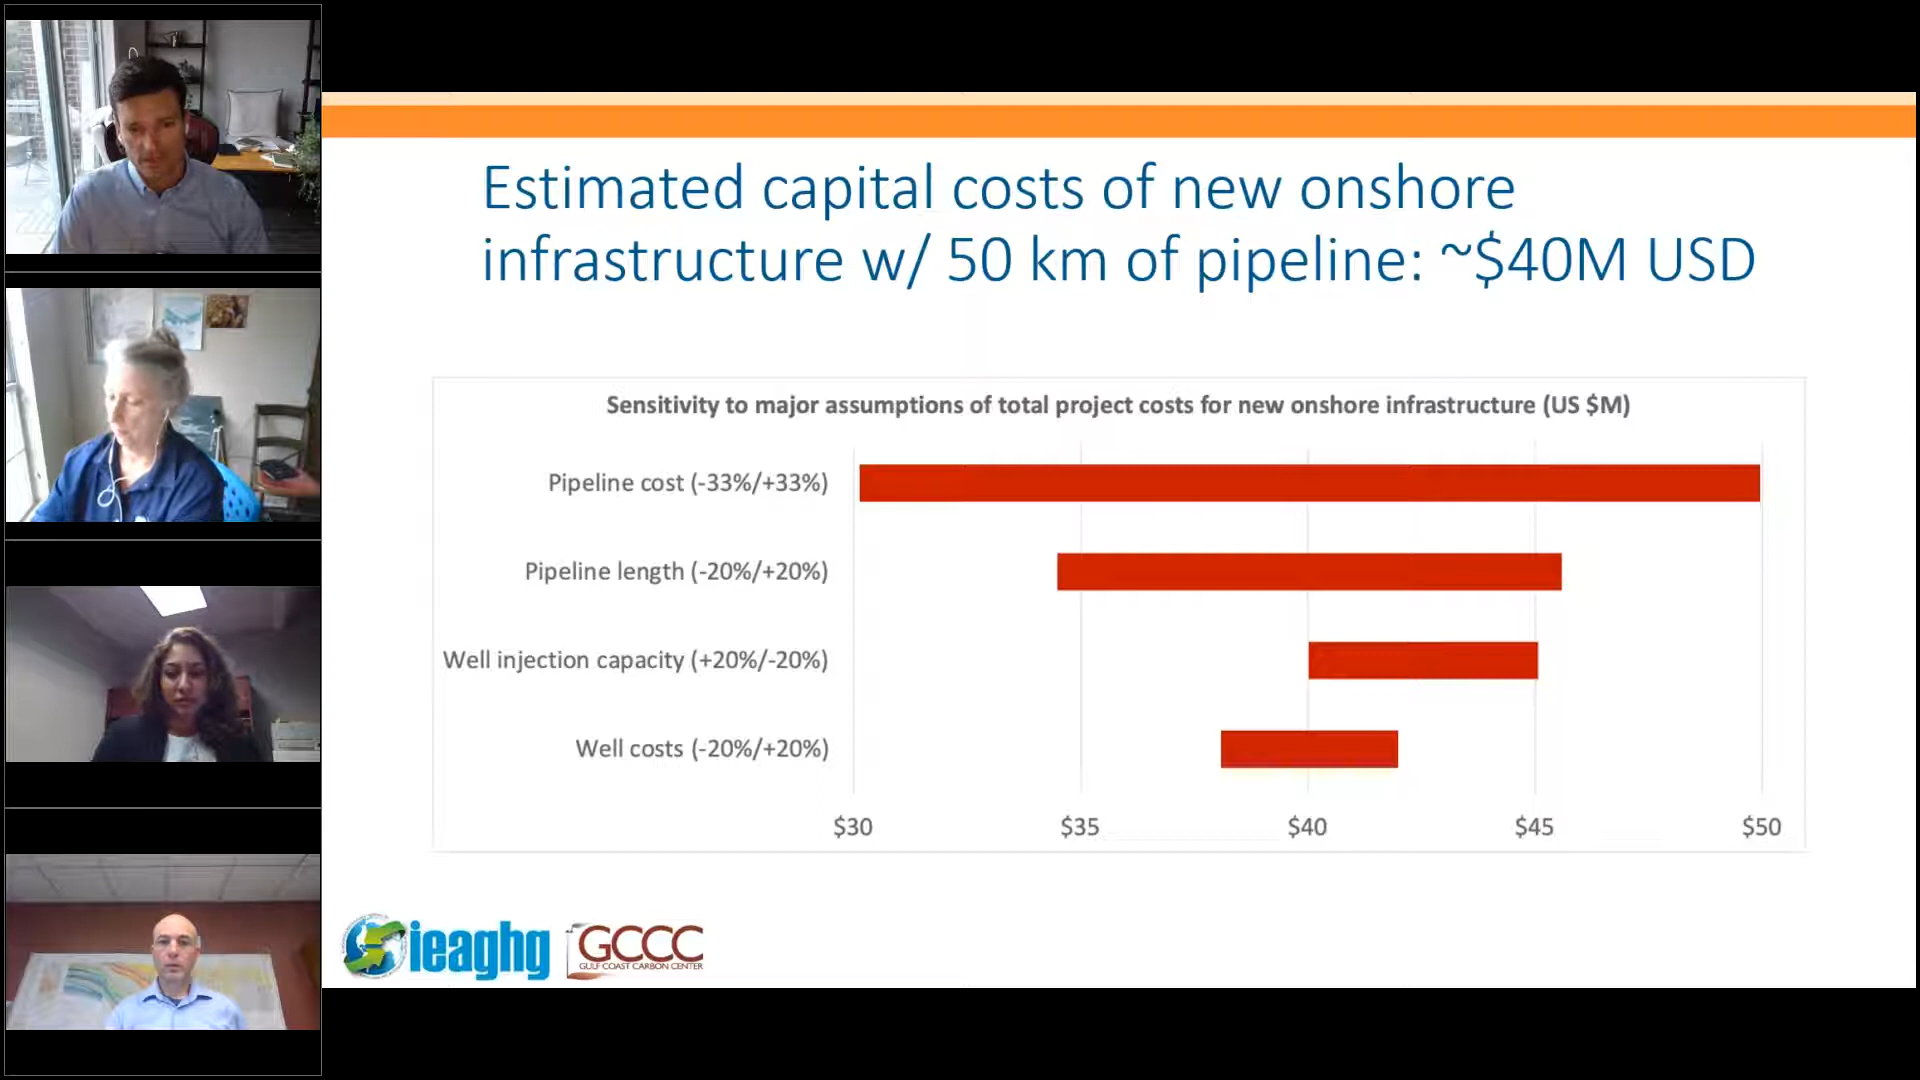 Estimated capital costs of new onshore
infrastructure w/ 50 km of pipeline: ~$40M USD
Sensitivity to major assumptions of total project costs for new onshore infrastructure (US $M)
Pipeline cost (-33%/+33%)
Pipeline length (-20%/+20%)
Well injection capacity (+20%/-20%)
Well costs (-20%/+20%)
$30 $35 $40 $45 $50
ieaghg
GCCC
GULF COAST CARBON CENTER